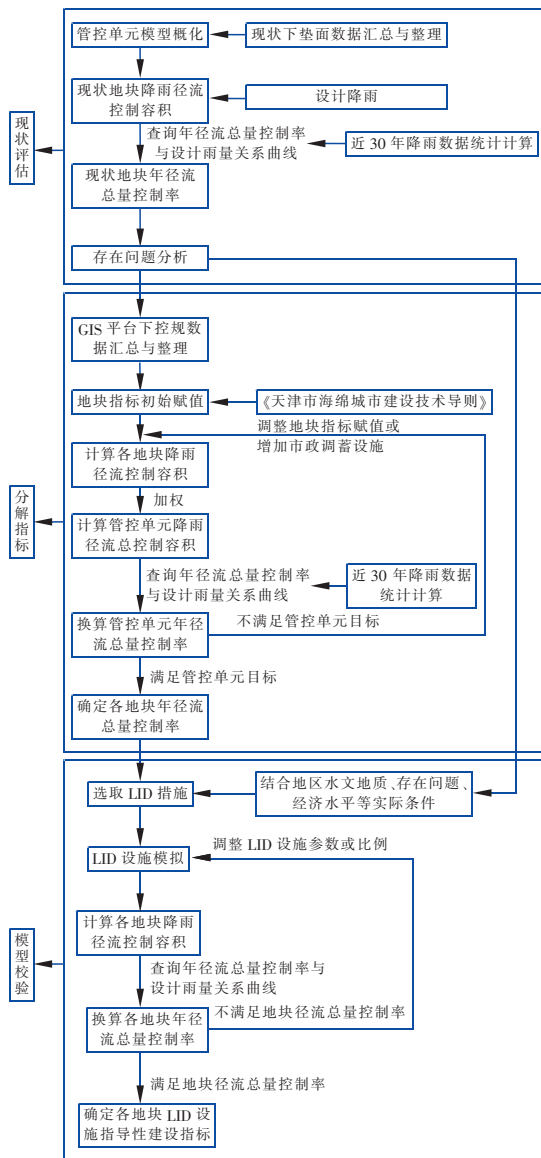 管控单元模型概化
现状下垫面数据汇总与整理
现状地块降雨径流
控制容积
设计降雨
查询年径流总量控制率
与设计雨量关系曲线
近 30 年降雨数据统计计算
现状评估
现状地块年径流
总量控制率
存在问题分析
GIS 平台下控规数
据汇总与整理
地块指标初始赋值
《天津市海绵城市建设技术导则》
调整地块指标赋值或
增加市政调蓄设施
计算各地块降雨
径流控制容积
加权
分解指标
计算管控单元降雨
径流总控制容积
查询年径流总量控制率
与设计雨量关系曲线
近 30 年降雨数据
统计计算
换算管控单元年径
流总量控制率
不满足管控单元目标
满足管控单元目标
确定各地块年径流
总量控制率
选取 LID 措施
结合地区水文地质、存在问题、
经济水平等实际条件
调整 LID 设施参数或比例
LID 设施模拟
计算各地块降雨
径流控制容积
模型校验
查询年径流总量控制率与
设计雨量关系曲线
换算各地块年径
流总量控制率
不满足地块径流总量控制率
满足地块径流总量控制率
确定各地块 LID 设
施指导性建设指标